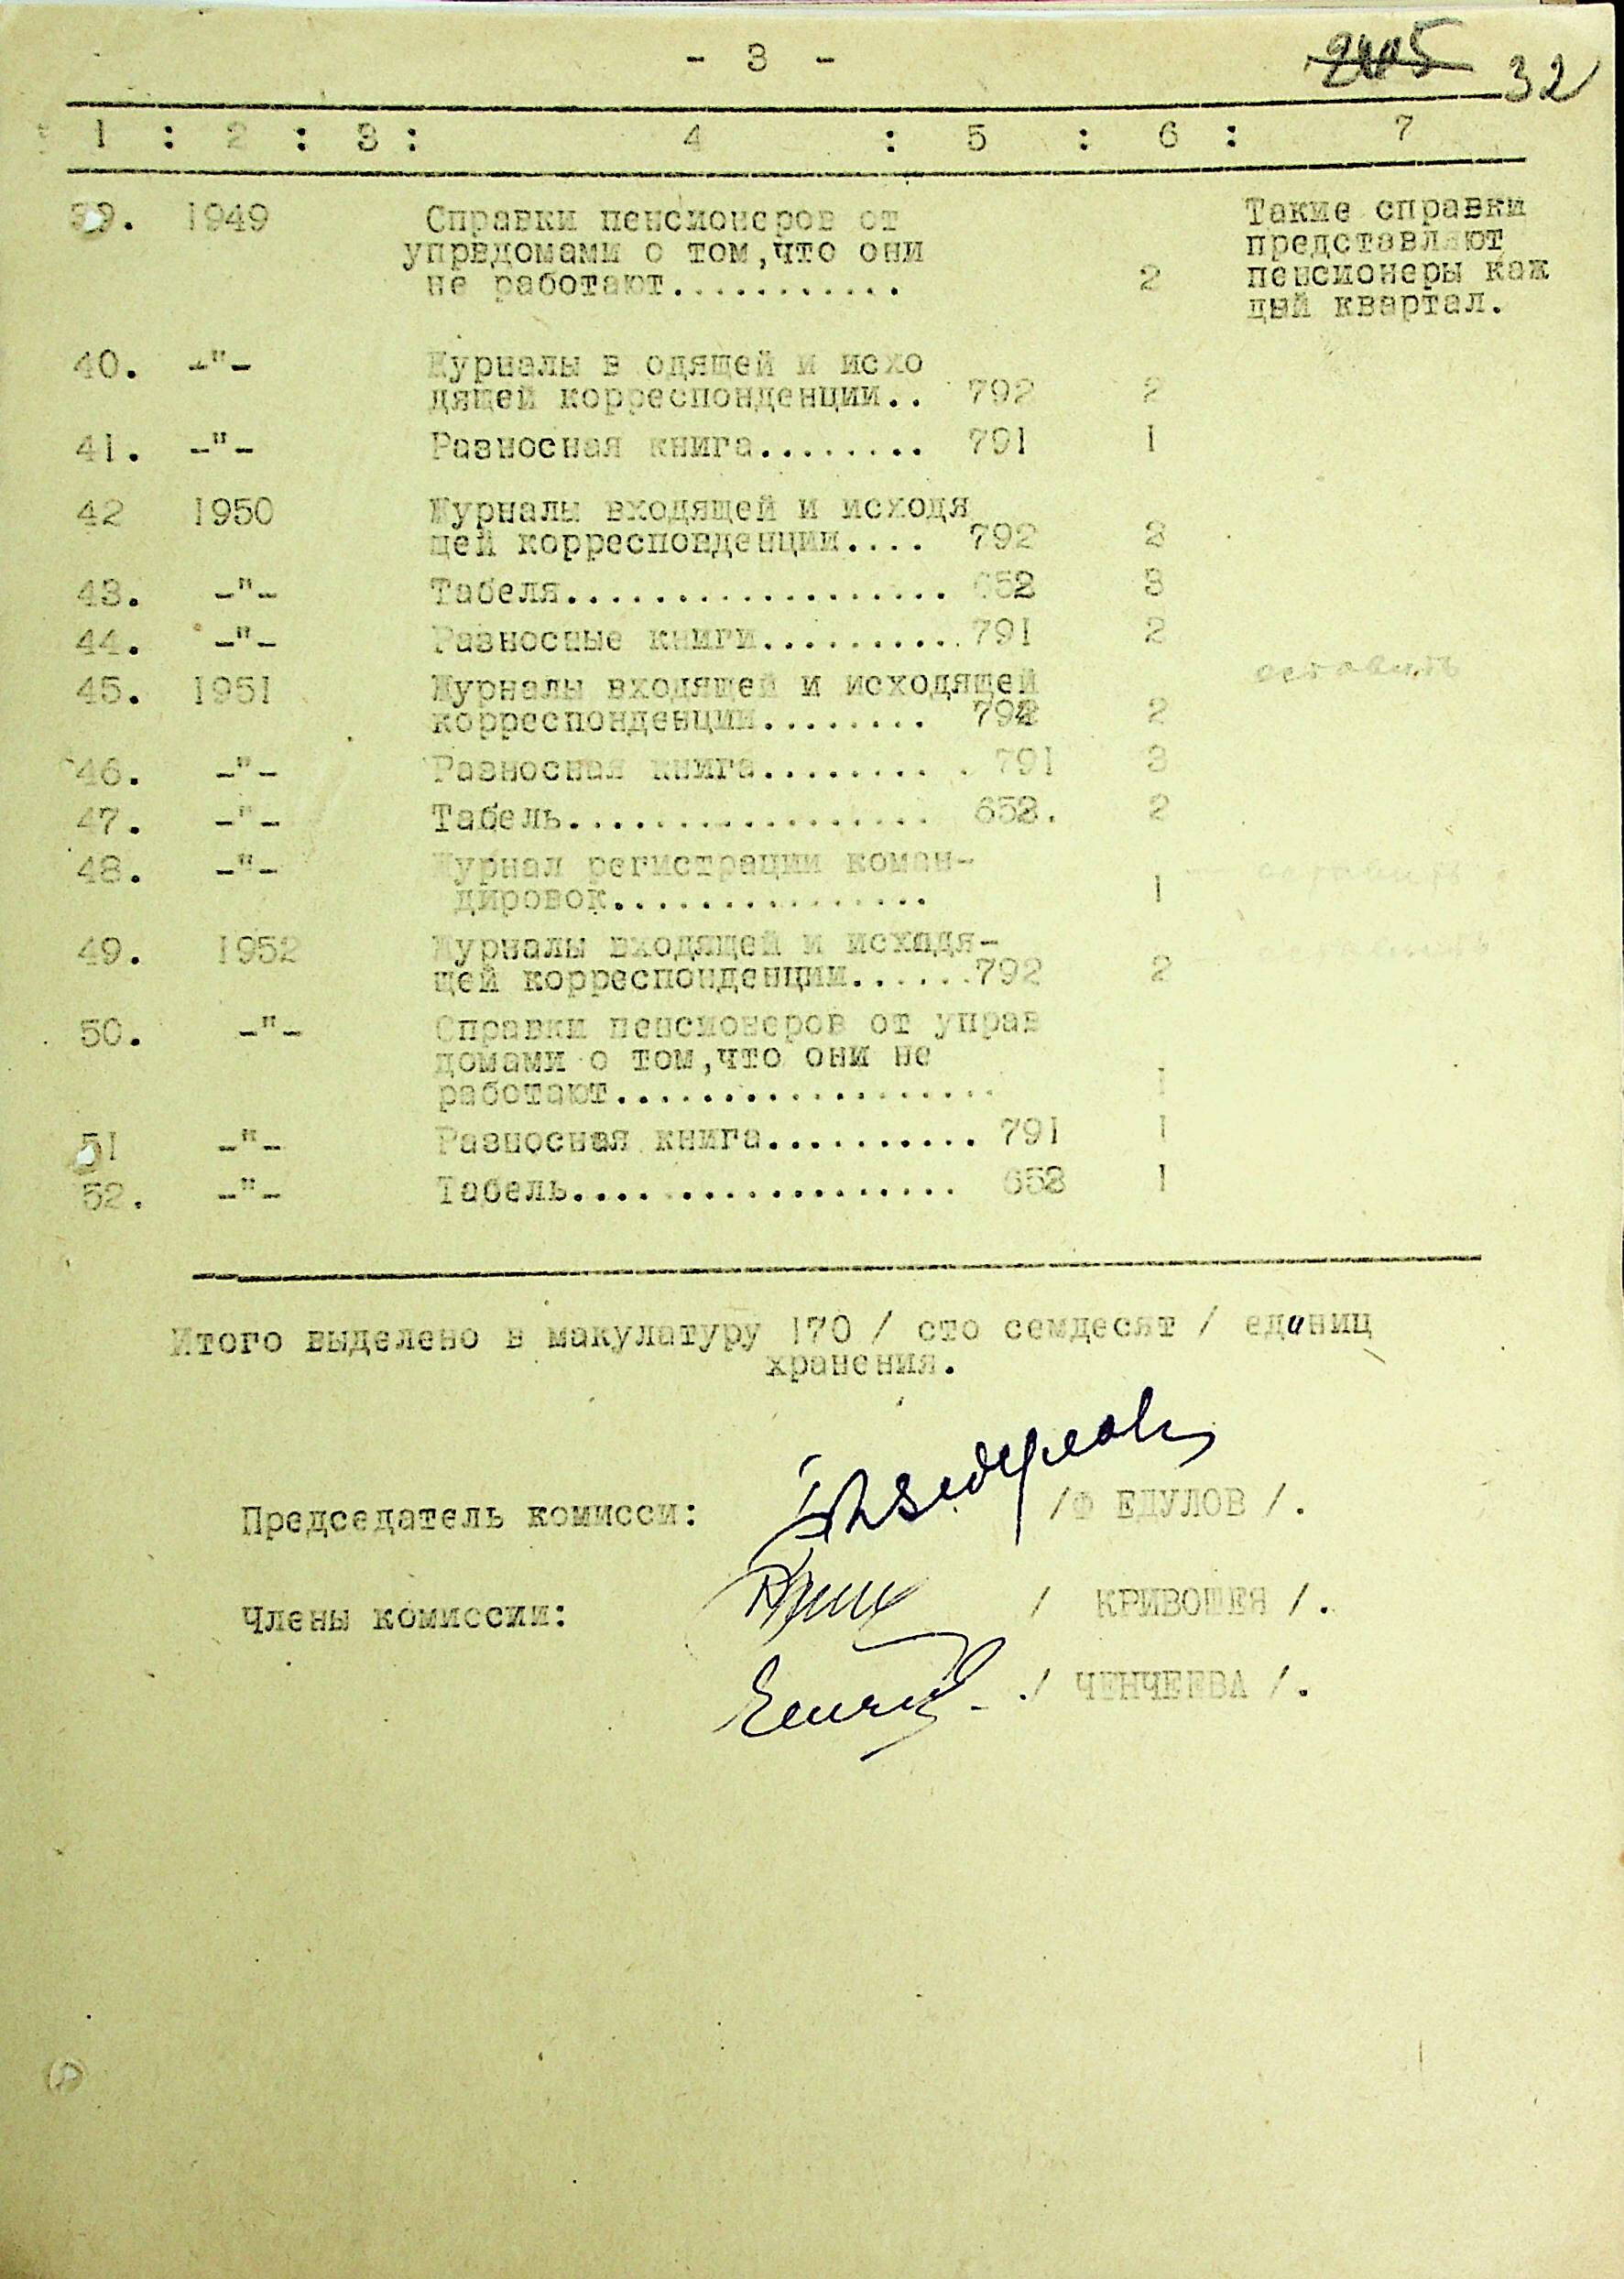 - 3 -
32
1 : 2 : 3 : 4 : 5 : 6 : 7
39. 1949 Справки пенсионеров от Такие справки
упрвдомами о том,что они представляют
не работают........... 2 пенсионеры каж
дый квартал.
40. -"- Журналы в одящей и исхо
дящей корреспонденции.. 792 2
41. -"- Разносная книга........ 791 1
42 1950 Журналы входящей и исходя
щей корреспонденции.... 792 3
43. -"- Табеля................... 652 3
44. -"- Разносные книги..........791 2
45. 1951 Журналы входящей и исходящей оставить
корреспонденции........ 792 2
46. -"- Разносная книга........ . 791 3
47. -"- Табель................. 652. 2
48. -"- Журнал регистрации коман-
дировок............... 1
49. 1952 Журналы входящей и исходя-
щей корреспонденции......792 2
50. -"- Справки пенсионеров от управ
домами о том,что они не
работают.................. 1
51 -"- Разносная книга.......... 791 1
52. -"- Табель.................. 652 1
Итого выделено в макулатуру 170 / сто семдесят / единиц
хранения.
Председатель комисси: /Ф ЕДУЛОВ /.
Члены комиссии: / КРИВОШЕЯ /.
./ ЧЕНЧЕЕВА /.